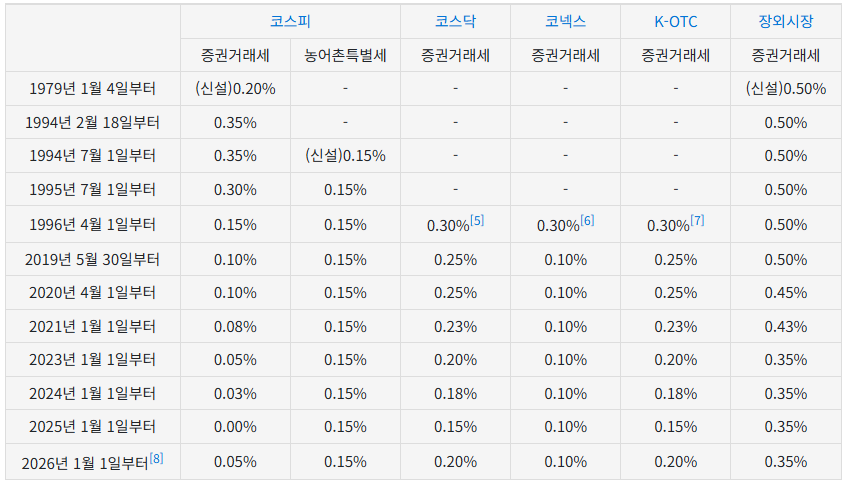 코스피 코스닥 코넥스 K-OTC 장외시장
증권거래세 농어촌특별세 증권거래세 증권거래세 증권거래세 증권거래세
1979년 1월 4일부터 (신설)0.20% - - - - (신설)0.50%
1994년 2월 18일부터 0.35% - - - - 0.50%
1994년 7월 1일부터 0.35% (신설)0.15% - - - 0.50%
1995년 7월 1일부터 0.30% 0.15% - - - 0.50%
1996년 4월 1일부터 0.15% 0.15% 0.30%[5] 0.30%[6] 0.30%[7] 0.50%
2019년 5월 30일부터 0.10% 0.15% 0.25% 0.10% 0.25% 0.50%
2020년 4월 1일부터 0.10% 0.15% 0.25% 0.10% 0.25% 0.45%
2021년 1월 1일부터 0.08% 0.15% 0.23% 0.10% 0.23% 0.43%
2023년 1월 1일부터 0.05% 0.15% 0.20% 0.10% 0.20% 0.35%
2024년 1월 1일부터 0.03% 0.15% 0.18% 0.10% 0.18% 0.35%
2025년 1월 1일부터 0.00% 0.15% 0.15% 0.10% 0.15% 0.35%
2026년 1월 1일부터[8] 0.05% 0.15% 0.20% 0.10% 0.20% 0.35%